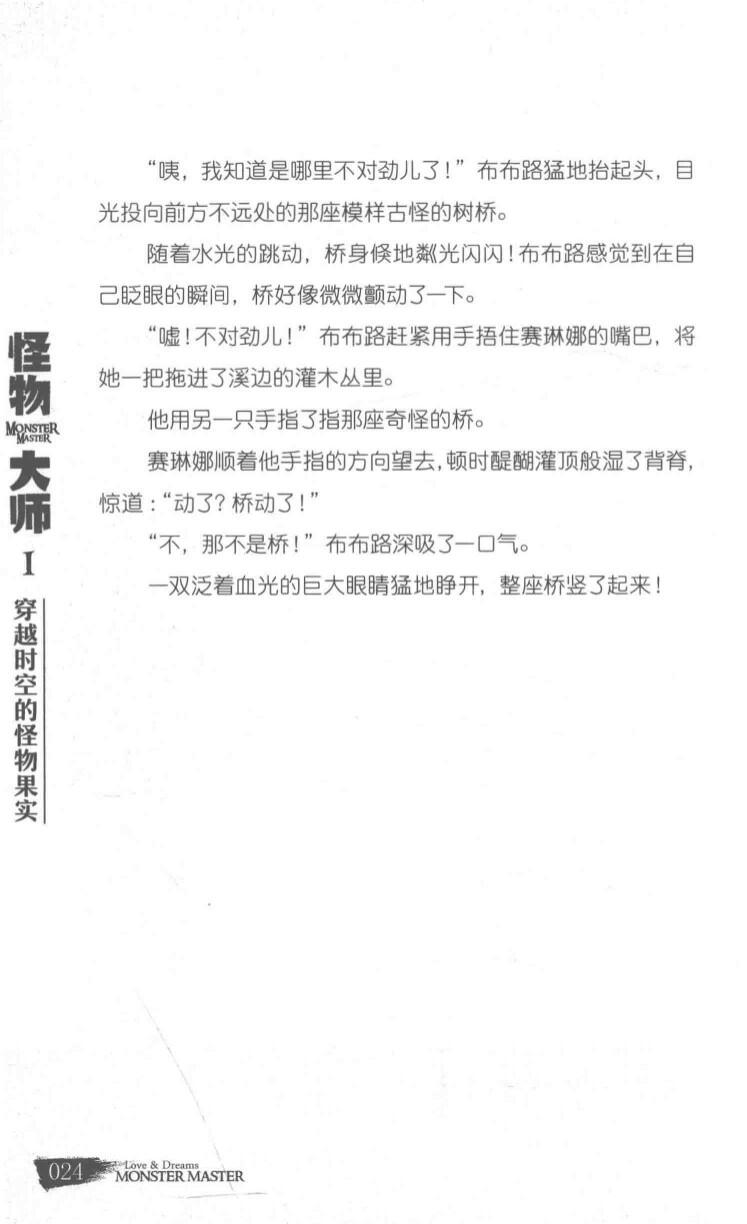 “咦，我知道是哪里不对劲儿了！”布布路猛地抬起头，目
光投向前方不远处的那座模样古怪的树桥。
随着水光的跳动，桥身倏地粼光闪闪！布布路感觉到在自
己眨眼的瞬间，桥好像微微颤动了一下。
“嘘！不对劲儿！”布布路赶紧用手捂住赛琳娜的嘴巴，将
她一把拖进了溪边的灌木丛里。
他用另一只手指了指那座奇怪的桥。
赛琳娜顺着他手指的方向望去，顿时醍醐灌顶般湿了背脊，
惊道：“动了？桥动了！”
“不，那不是桥！”布布路深吸了一口气。
一双泛着血光的巨大眼睛猛地睁开，整座桥竖了起来！
怪物
MONSTER
MASTER
大师
I
穿越时空的怪物果实
024
Love & Dreams
MONSTER MASTER